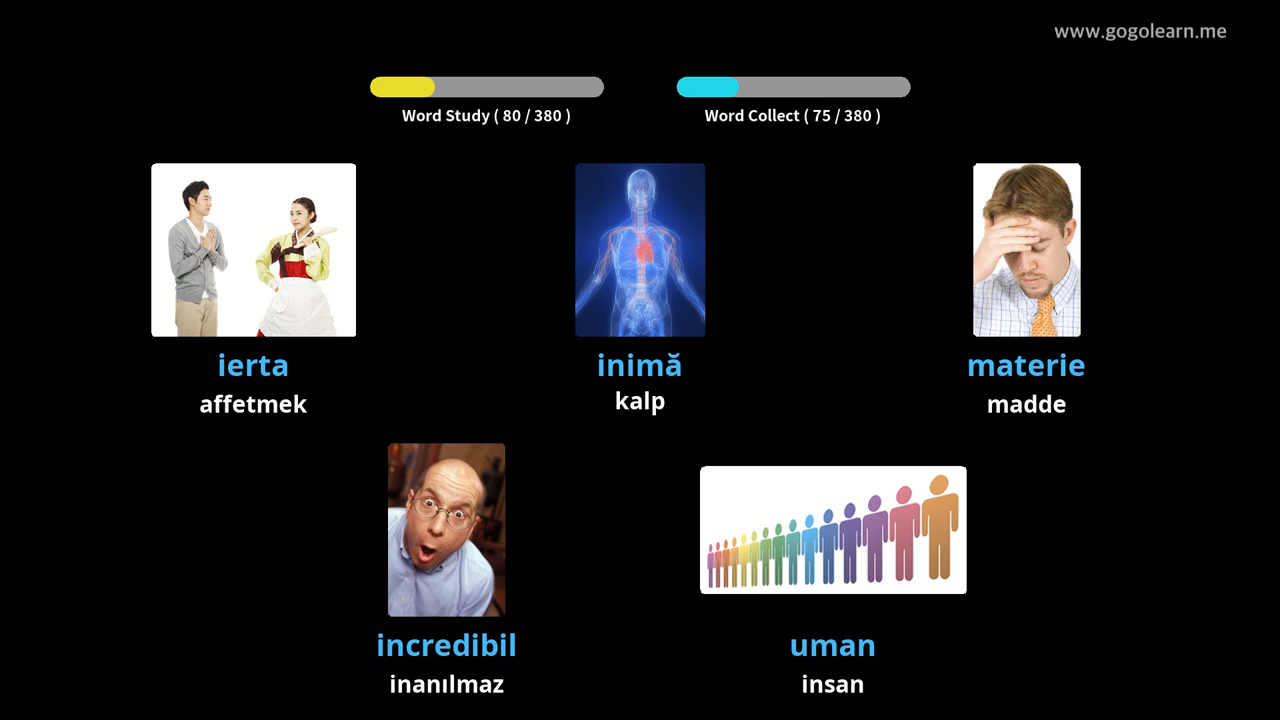 www.gogolearn.me
Word Study ( 80 / 380 )
Word Collect ( 75 / 380 )
ierta
affetmek
inimă
kalp
materie
madde
incredibil
inanılmaz
uman
insan